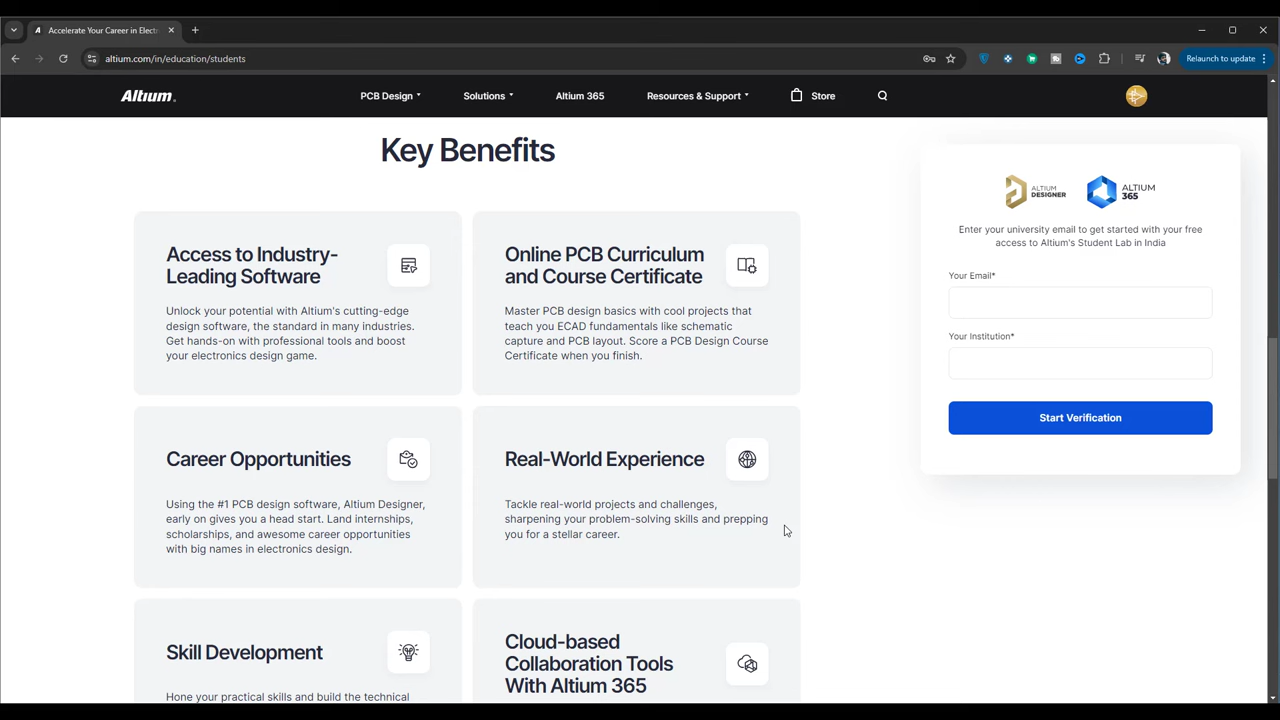 Accelerate Your Career in Electr
altium.com/in/education/students
Relaunch to update
Altium.
PCB Design
Solutions
Altium 365
Resources & Support
Store
Key Benefits
Access to Industry-
Leading Software
Unlock your potential with Altium's cutting-edge
design software, the standard in many industries.
Get hands-on with professional tools and boost
your electronics design game.
Online PCB Curriculum
and Course Certificate
Master PCB design basics with cool projects that
teach you ECAD fundamentals like schematic
capture and PCB layout. Score a PCB Design Course
Certificate when you finish.
Career Opportunities
Using the #1 PCB design software, Altium Designer,
early on gives you a head start. Land internships,
scholarships, and awesome career opportunities
with big names in electronics design.
Real-World Experience
Tackle real-world projects and challenges,
sharpening your problem-solving skills and prepping
you for a stellar career.
Skill Development
Hone your practical skills and build the technical
Cloud-based
Collaboration Tools
With Altium 365
ALTIUM
DESIGNER
ALTIUM
365
Enter your university email to get started with your free
access to Altium's Student Lab in India
Your Email*
Your Institution*
Start Verification